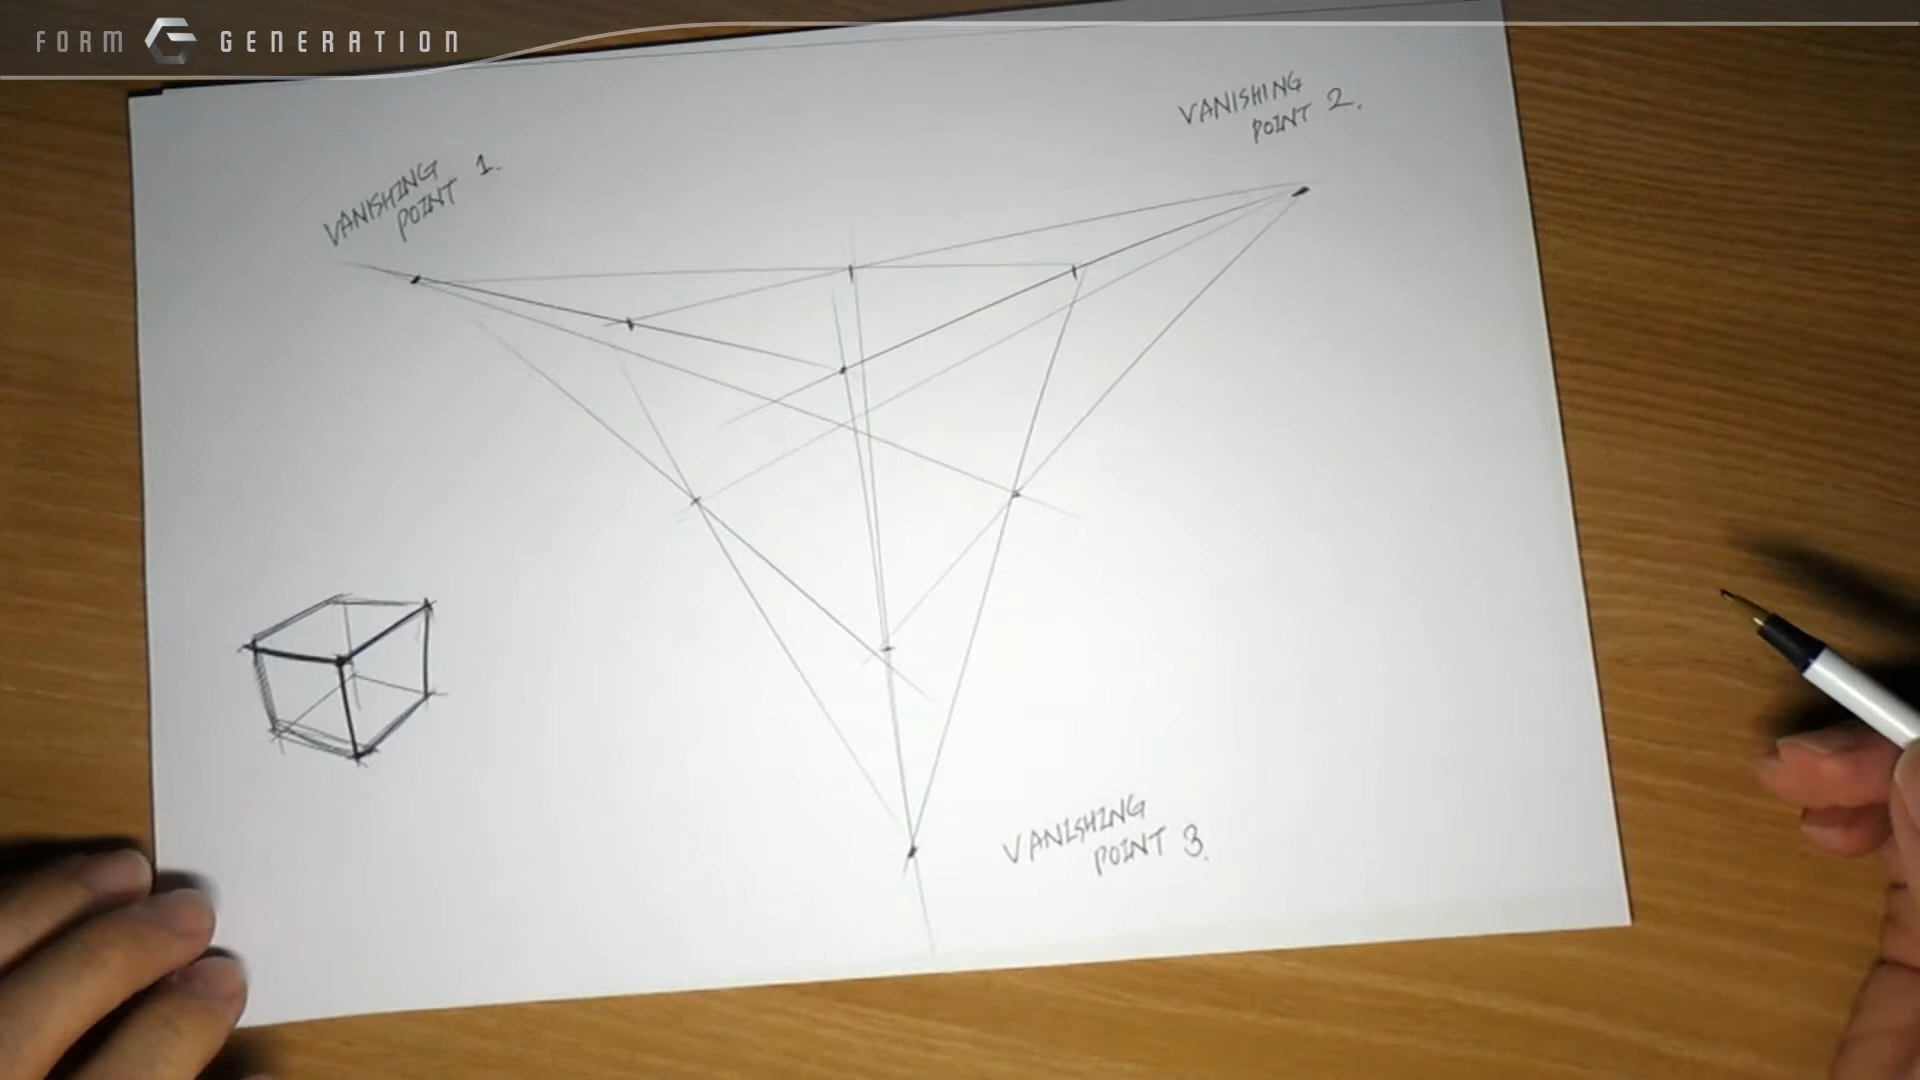 FORM GENERATION
VANISHING
POINT 2.
VANISHING
POINT 1.
VANISHING
POINT 3.